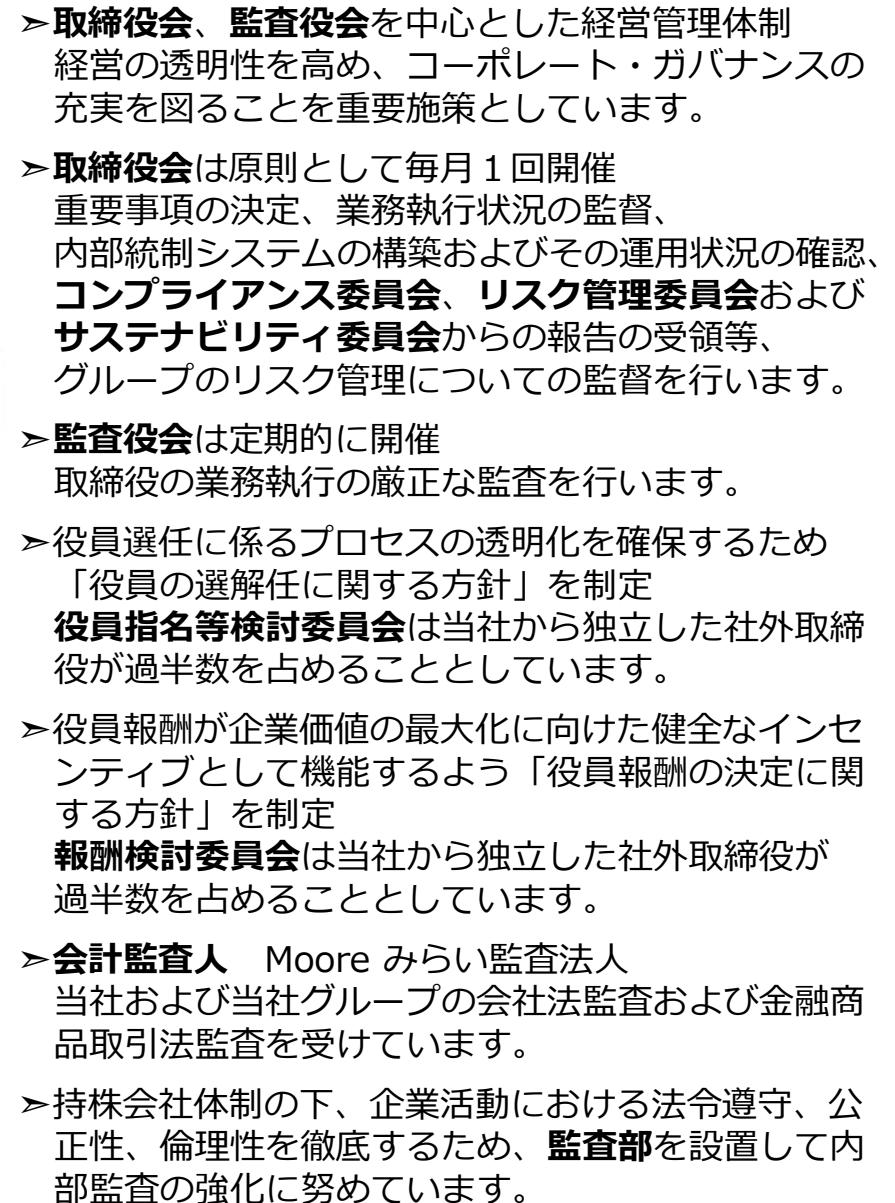 ➣取締役会、監査役会を中心とした経営管理体制
経営の透明性を高め、コーポレート・ガバナンスの
充実を図ることを重要施策としています。
➣取締役会は原則として毎月１回開催
重要事項の決定、業務執行状況の監督、
内部統制システムの構築およびその運用状況の確認、
コンプライアンス委員会、リスク管理委員会および
サステナビリティ委員会からの報告の受領等、
グループのリスク管理についての監督を行います。
➣監査役会は定期的に開催
取締役の業務執行の厳正な監査を行います。
➣役員選任に係るプロセスの透明化を確保するため
「役員の選解任に関する方針」を制定
役員指名等検討委員会は当社から独立した社外取締
役が過半数を占めることとしています。
➣役員報酬が企業価値の最大化に向けた健全なインセ
ンティブとして機能するよう「役員報酬の決定に関
する方針」を制定
報酬検討委員会は当社から独立した社外取締役が
過半数を占めることとしています。
➣会計監査人　Moore みらい監査法人
当社および当社グループの会社法監査および金融商
品取引法監査を受けています。
➣持株会社体制の下、企業活動における法令遵守、公
正性、倫理性を徹底するため、監査部を設置して内
部監査の強化に努めています。